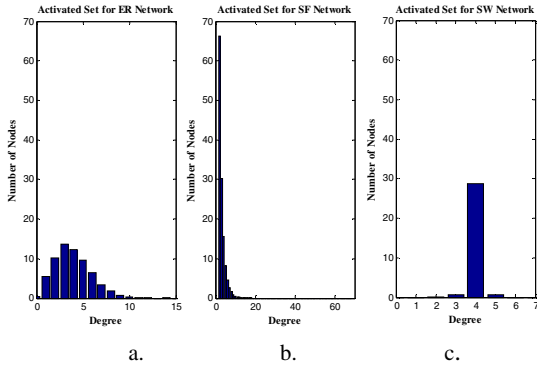 Activated Set for ER Network
70
60
50
40
30
20
10
0
0 5 10 15
Number of Nodes
Degree
a.
Activated Set for SF Network
70
60
50
40
30
20
10
0
0 20 40 60
Number of Nodes
Degree
b.
Activated Set for SW Network
70
60
50
40
30
20
10
0
0 1 2 3 4 5 6 7
Number of Nodes
Degree
c.